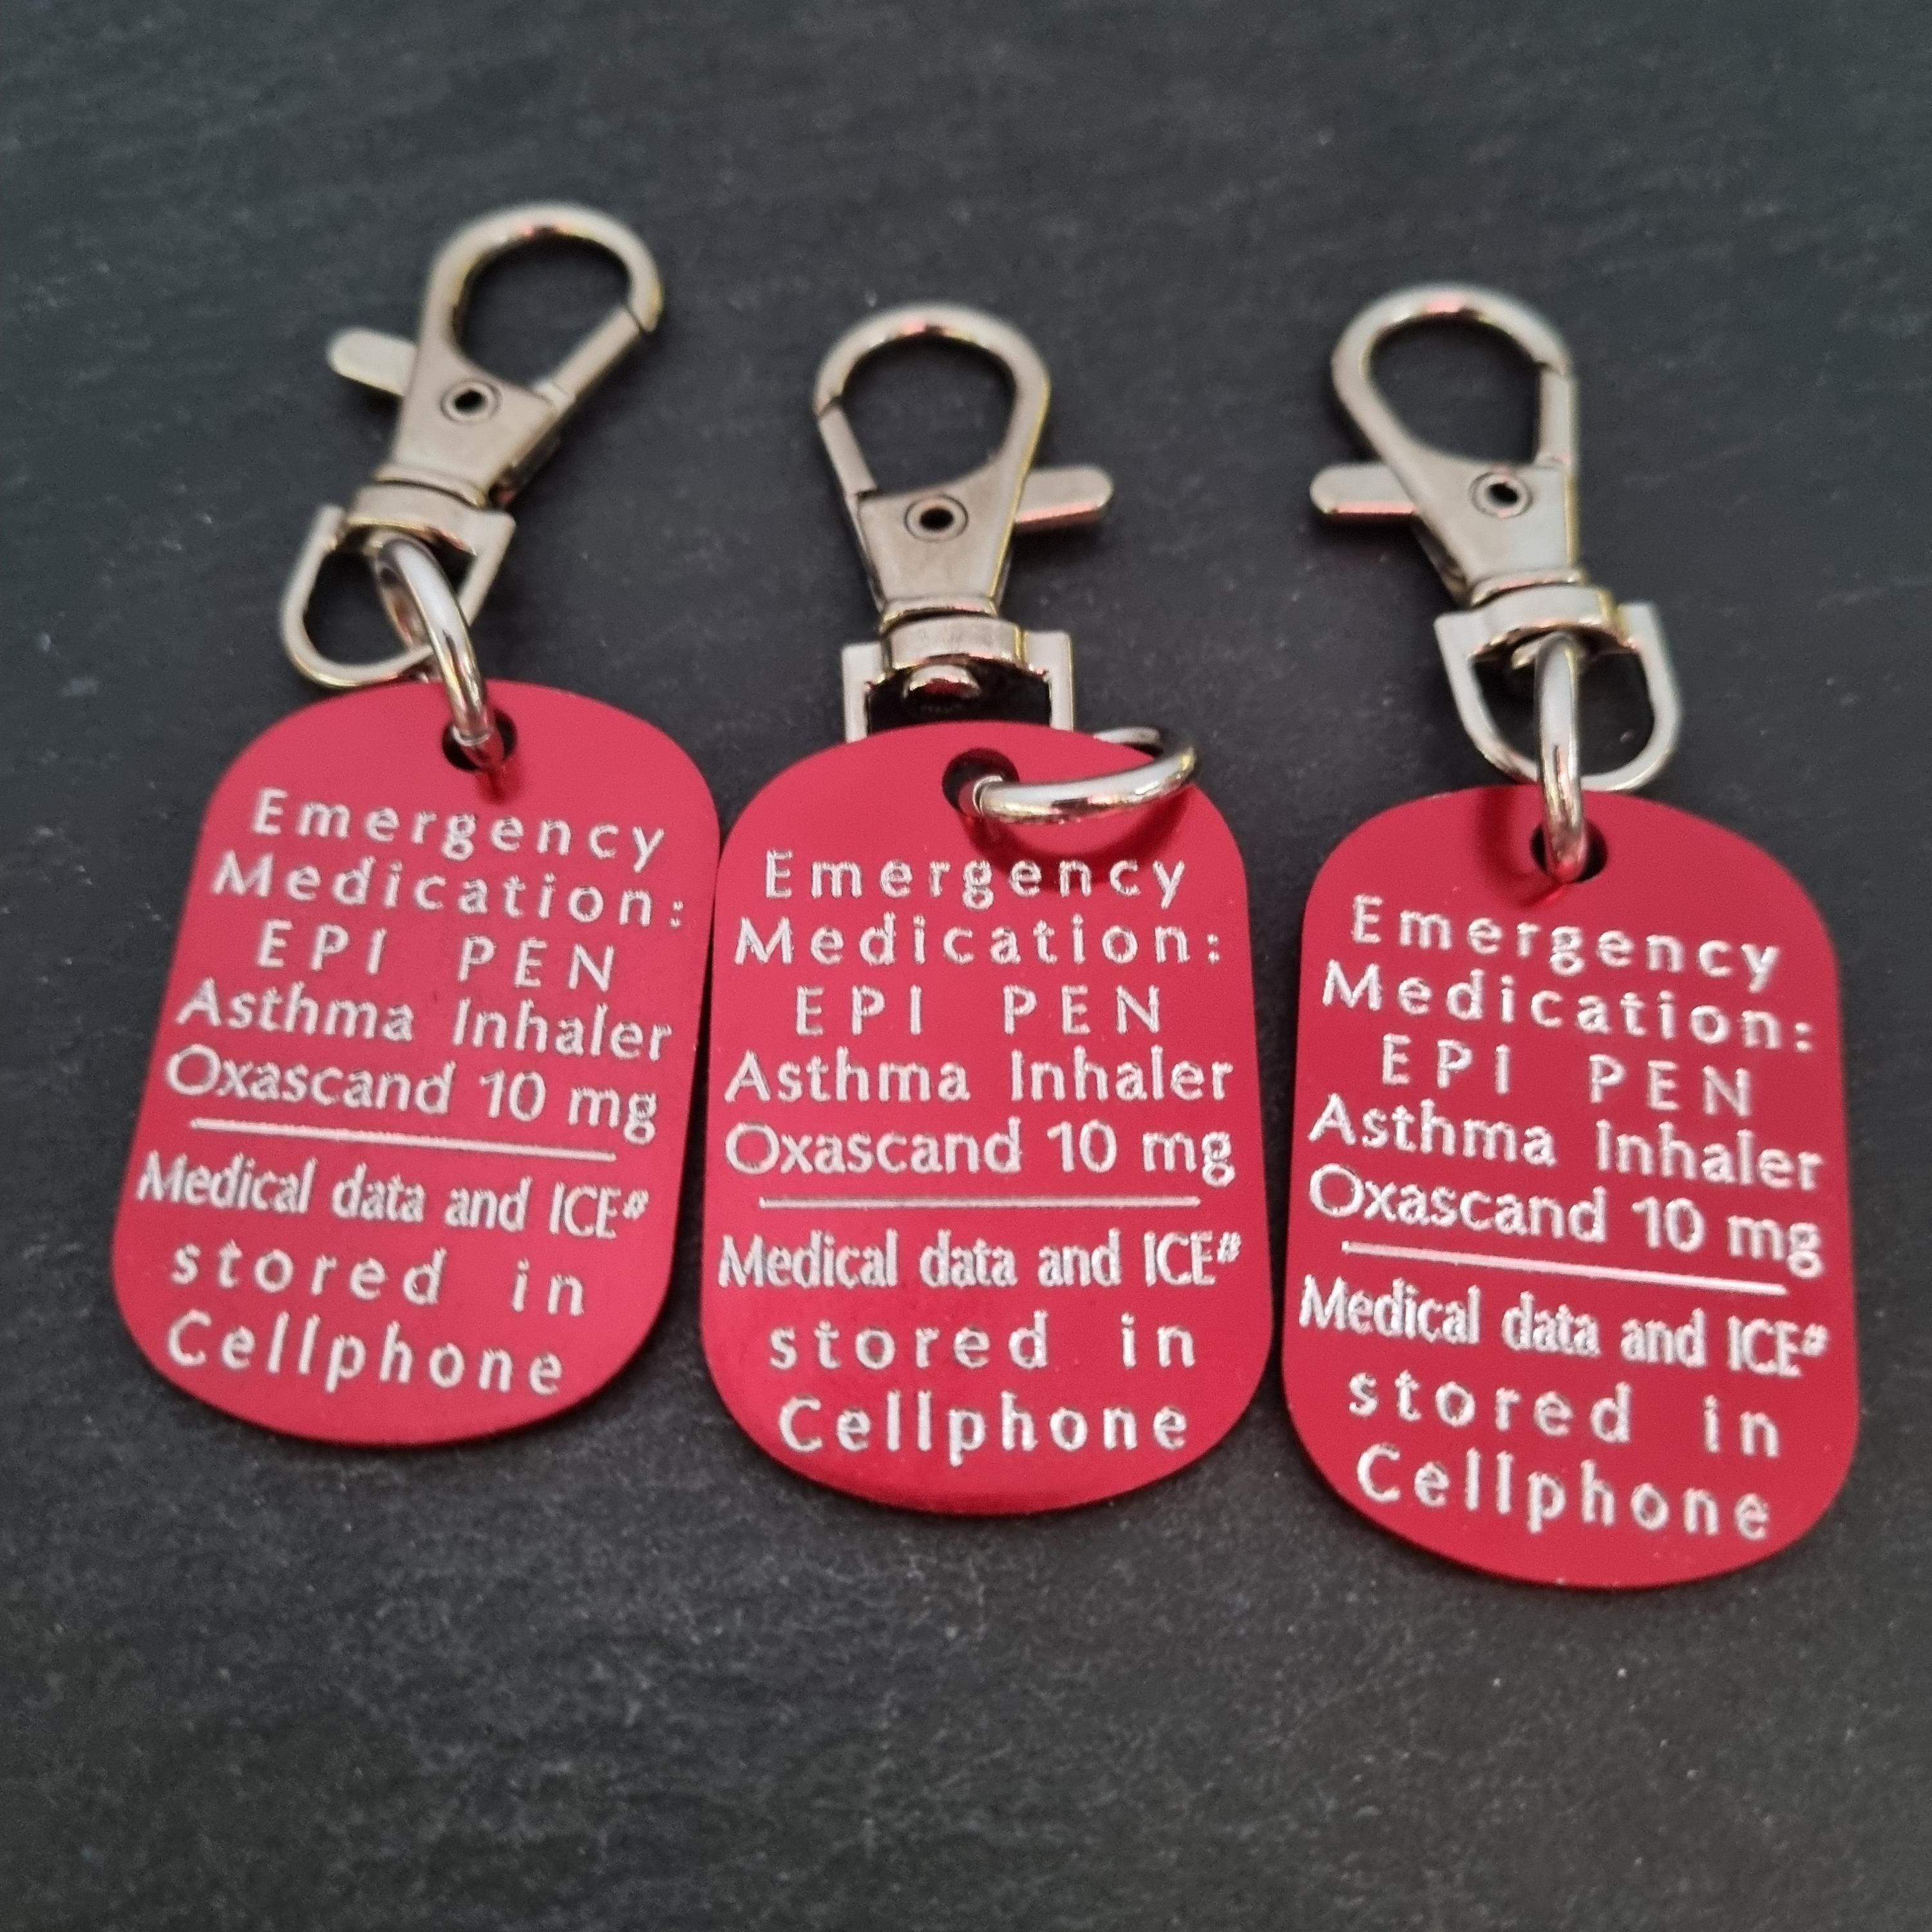 Emergency
Medication:
EPI PEN
Asthma Inhaler
Oxascand 10 mg
Medical data and ICE#
stored in
Cellphone
Emergency
Medication:
EPI PEN
Asthma Inhaler
Oxascand 10 mg
Medical data and ICE#
stored in
Cellphone
Emergency
Medication:
EPI PEN
Asthma Inhaler
Oxascand 10 mg
Medical data and ICE#
stored in
Cellphone